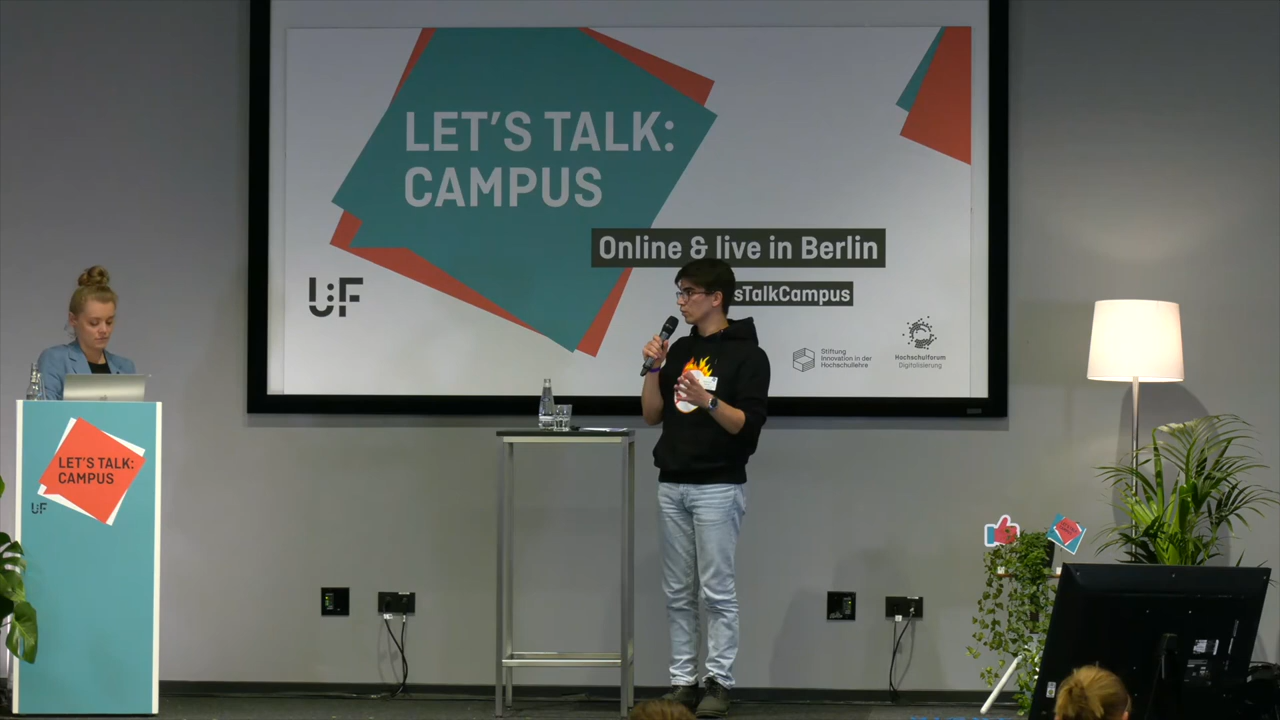 LET'S TALK:
CAMPUS
Online & live in Berlin
sTalkCampus
U:F
Stiftung
Innovation in der
Hochschullehre
Hochschulforum
Digitalisierung
LET'S TALK:
CAMPUS
U:F